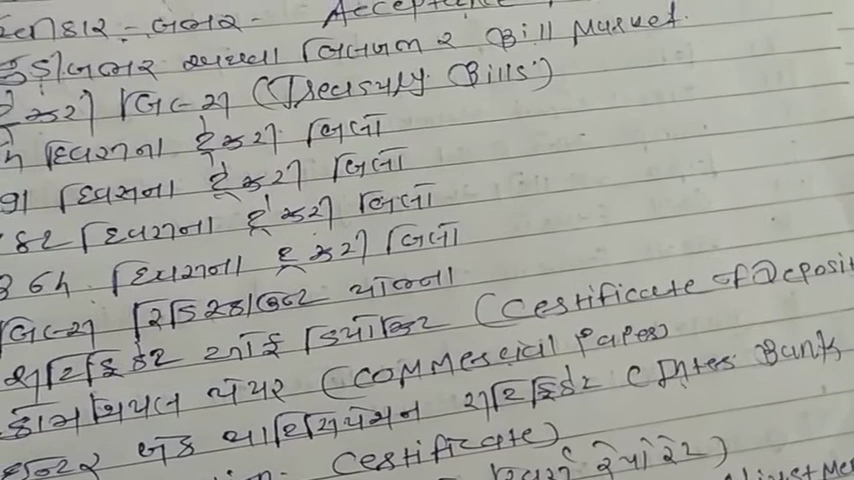 બજાર - Acceptance
હુંડી બજાર અથવા બિલબજાર Bill Market.
ટ્રેઝરી બિલ્સ (Treasury Bills)
દિવસના ટ્રેઝરી બિલો
91 દિવસના ટ્રેઝરી બિલો
82 દિવસના ટ્રેઝરી બિલો
364 દિવસના ટ્રેઝરી બિલો
બિલ્સ રિડિસ્કાઉન્ટ યોજના
સર્ટિફિકેટ ઓફ ડિપોઝિટ (Certificate of Deposit
કોમર્શિયલ પેપર (Commercial Paper)
ઇન્ટર બેંક પાર્ટિસિપેશન સર્ટિફિકેટ (Inter Bank
Certificate)